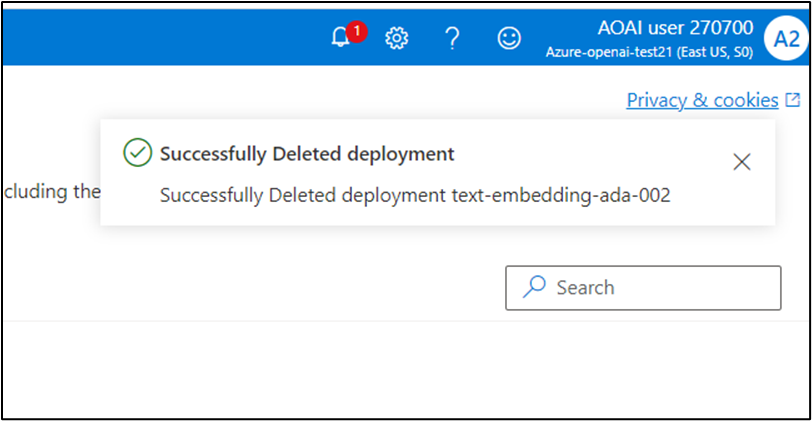 1
AOAI user 270700
Azure-openai-test21 (East US, S0)
A2
Privacy & cookies
Successfully Deleted deployment
cluding the
Successfully Deleted deployment text-embedding-ada-002
Search